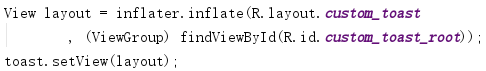 View layout = inflater.inflate(R.layout.custom_toast
, (ViewGroup) findViewById(R.id.custom_toast_root));
toast.setView(layout);